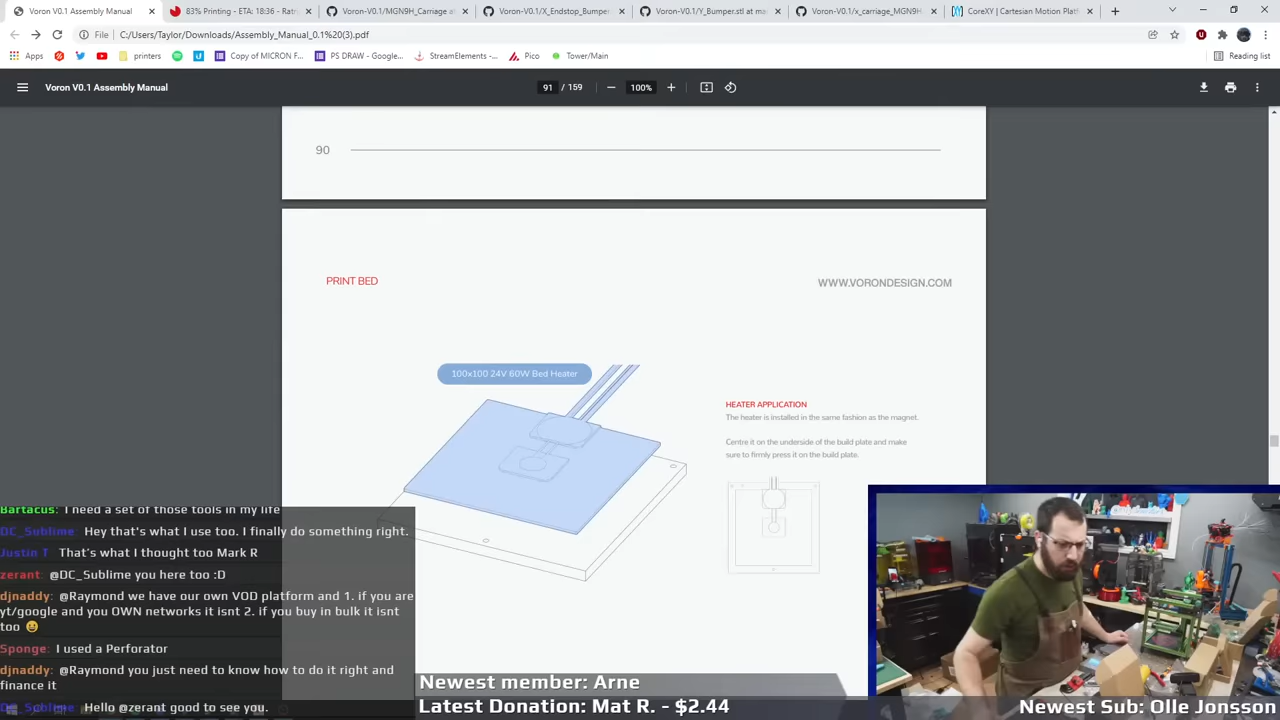 Voron V0.1 Assembly Manual
83% Printing - ETA: 18:36 - Ratr
Voron-V0.1/MGN9H_Carriage at
Voron-V0.1/X_Endstop_Bumper
Voron-V0.1/Y_Bumper.stl at ma
Voron-V0.1/x_carriage_MGN9H
CoreXY | Cartesian Motion Plat
File
C:/Users/Taylor/Downloads/Assembly_Manual_0.1%20(3).pdf
Apps
printers
Copy of MICRON F...
PS DRAW - Google...
StreamElements -...
Pico
Tower/Main
Reading list
Voron V0.1 Assembly Manual
91 / 159
100%
90
PRINT BED
WWW.VORONDESIGN.COM
100x100 24V 60W Bed Heater
HEATER APPLICATION
The heater is installed in the same fashion as the magnet.
Centre it on the underside of the build plate and make
sure to firmly press it on the build plate.
Bartacus: I need a set of those tools in my life
DC_Sublime Hey that's what I use too. I finally do something right.
Justin T That's what I thought too Mark R
zerant: @DC_Sublime you here too :D
djnaddy: @Raymond we have our own VOD platform and 1. if you are
yt/google and you OWN networks it isnt 2. if you buy in bulk it isnt
too
Sponge: I used a Perforator
djnaddy: @Raymond you just need to know how to do it right and
finance it
Hello @zerant good to see you.
Newest member: Arne
Latest Donation: Mat R. - $2.44
Newest Sub: Olle Jonsson